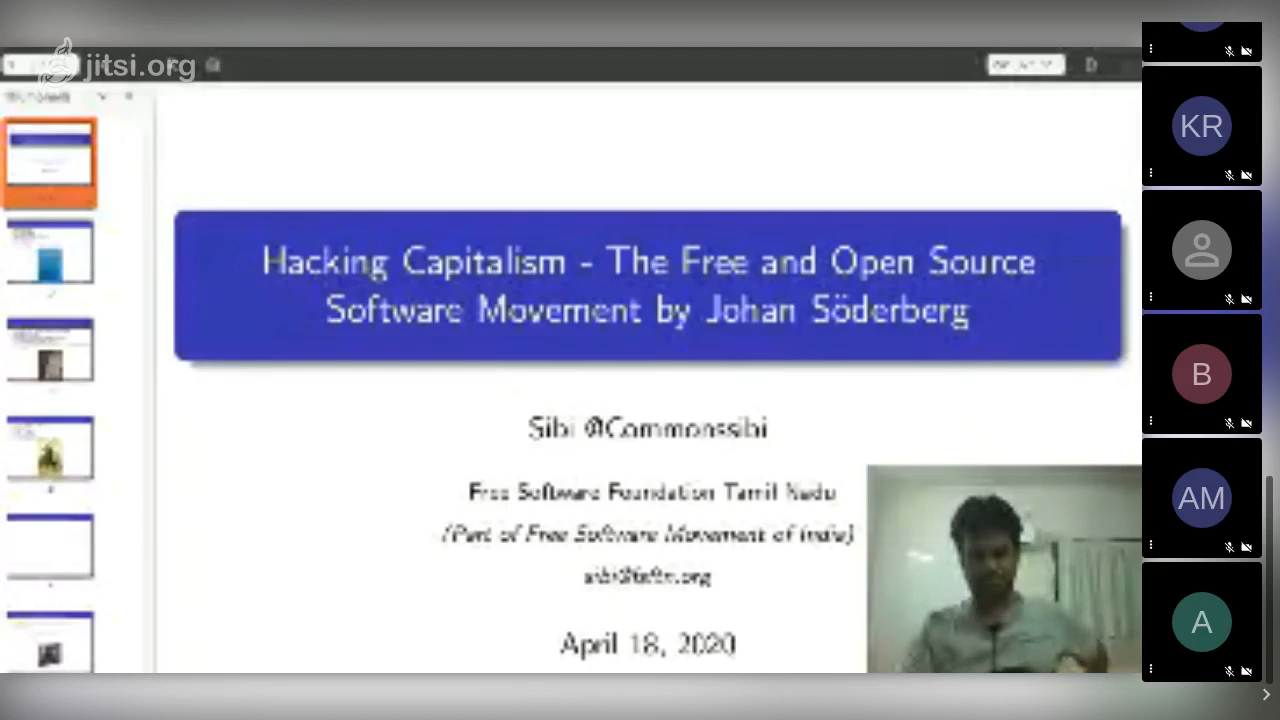 jitsi.org
Hacking Capitalism - The Free and Open Source
Software Movement by Johan Söderberg
Sibi @Commonssibi
Free Software Foundation Tamil Nadu
(Part of Free Software Movement of India)
April 18, 2020
KR
B
AM
A